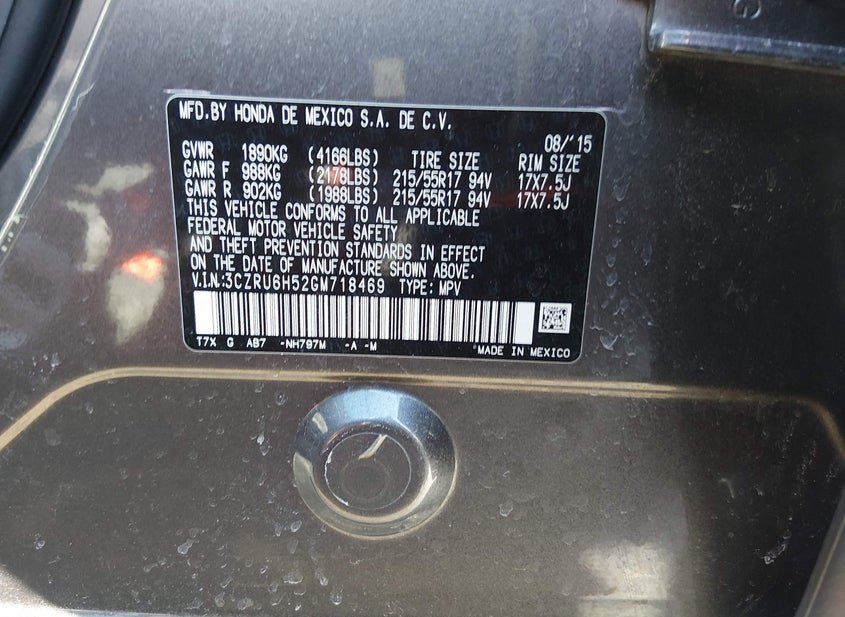 MFD.BY HONDA DE MEXICO S.A. DE C.V.
08/'15
GVWR 1890KG (4166LBS) TIRE SIZE RIM SIZE
GAWR F 988KG (2178LBS) 215/55R17 94V 17X7.5J
GAWR R 902KG (1988LBS) 215/55R17 94V 17X7.5J
THIS VEHICLE CONFORMS TO ALL APPLICABLE
FEDERAL MOTOR VEHICLE SAFETY
AND THEFT PREVENTION STANDARDS IN EFFECT
ON THE DATE OF MANUFACTURE SHOWN ABOVE.
V.I.N:3CZRU6H52GM718469 TYPE: MPV
T7X G AB7 -NH797M -A -M
*MADE IN MEXICO